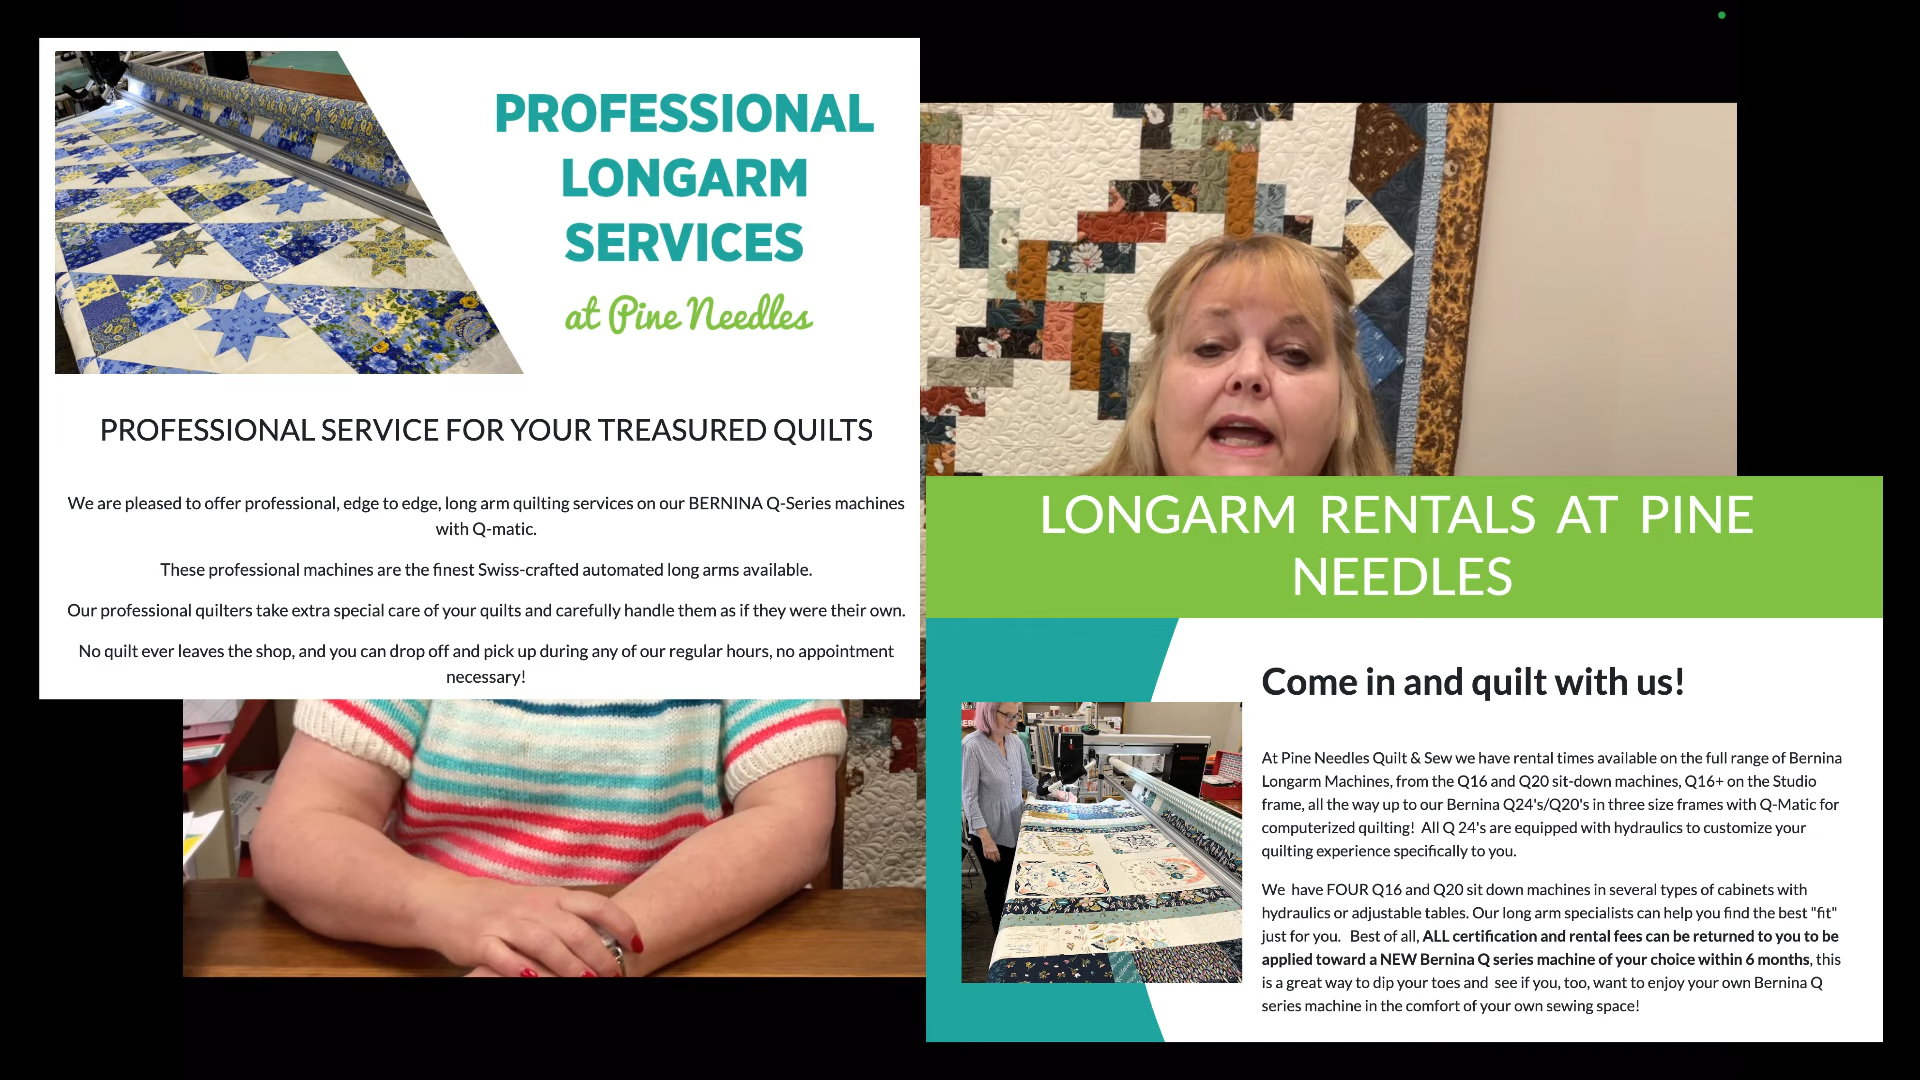 PROFESSIONAL
LONGARM
SERVICES
at Pine Needles
PROFESSIONAL SERVICE FOR YOUR TREASURED QUILTS
We are pleased to offer professional, edge to edge, long arm quilting services on our BERNINA Q-Series machines
with Q-matic.
These professional machines are the finest Swiss-crafted automated long arms available.
Our professional quilters take extra special care of your quilts and carefully handle them as if they were their own.
No quilt ever leaves the shop, and you can drop off and pick up during any of our regular hours, no appointment
necessary!
LONGARM RENTALS AT PINE
NEEDLES
Come in and quilt with us!
At Pine Needles Quilt & Sew we have rental times available on the full range of Bernina
Longarm Machines, from the Q16 and Q20 sit-down machines, Q16+ on the Studio
frame, all the way up to our Bernina Q24's/Q20's in three size frames with Q-Matic for
computerized quilting! All Q 24's are equipped with hydraulics to customize your
quilting experience specifically to you.
We have FOUR Q16 and Q20 sit down machines in several types of cabinets with
hydraulics or adjustable tables. Our long arm specialists can help you find the best "fit"
just for you. Best of all, ALL certification and rental fees can be returned to you to be
applied toward a NEW Bernina Q series machine of your choice within 6 months, this
is a great way to dip your toes and see if you, too, want to enjoy your own Bernina Q
series machine in the comfort of your own sewing space!